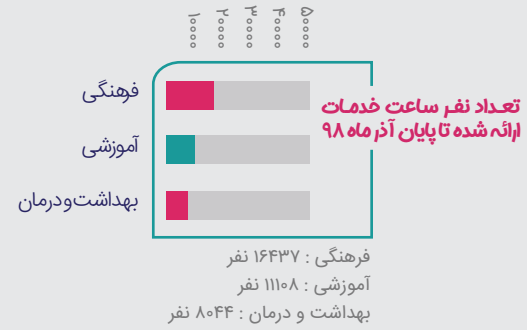 ۱۰۰۰۰
۲۰۰۰۰
۳۰۰۰۰
۴۰۰۰۰
۵۰۰۰۰
فرهنگی
آموزشی
بهداشت‌و‌درمان
تعداد نفر ساعت خدمات
ارائه شده تا پایان آذر ماه ۹۸
فرهنگی : ۱۶۴۳۷ نفر
آموزشی : ۱۱۱۰۸ نفر
بهداشت و درمان : ۸۰۴۴ نفر